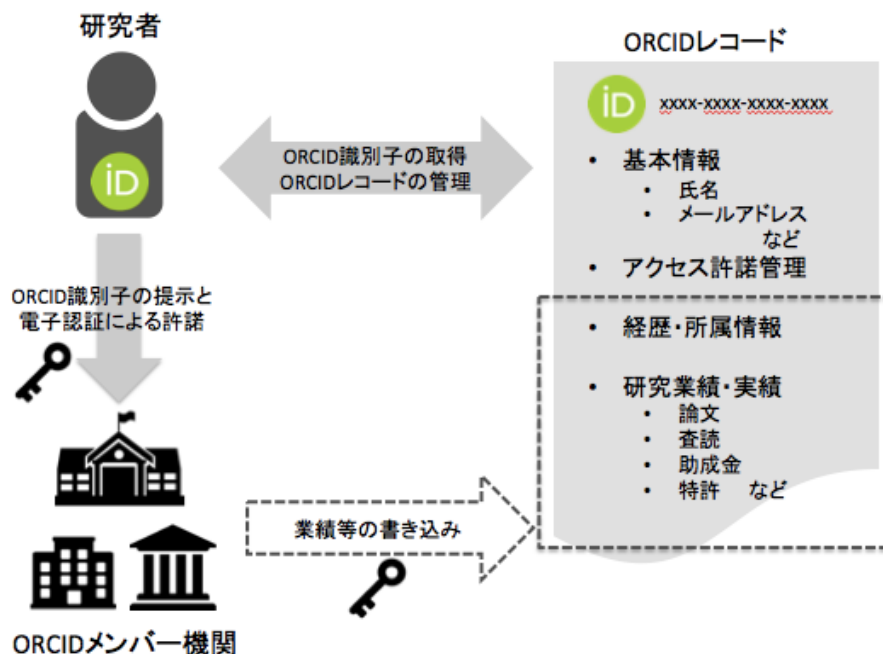 研究者
iD
ORCID識別子の取得
ORCIDレコードの管理
ORCIDレコード
iD xxxx-xxxx-xxxx-xxxx
• 基本情報
• 氏名
• メールアドレス
など
• アクセス許諾管理
• 経歴・所属情報
• 研究業績・実績
• 論文
• 査読
• 助成金
• 特許 など
ORCID識別子の提示と
電子認証による許諾
業績等の書き込み
ORCIDメンバー機関